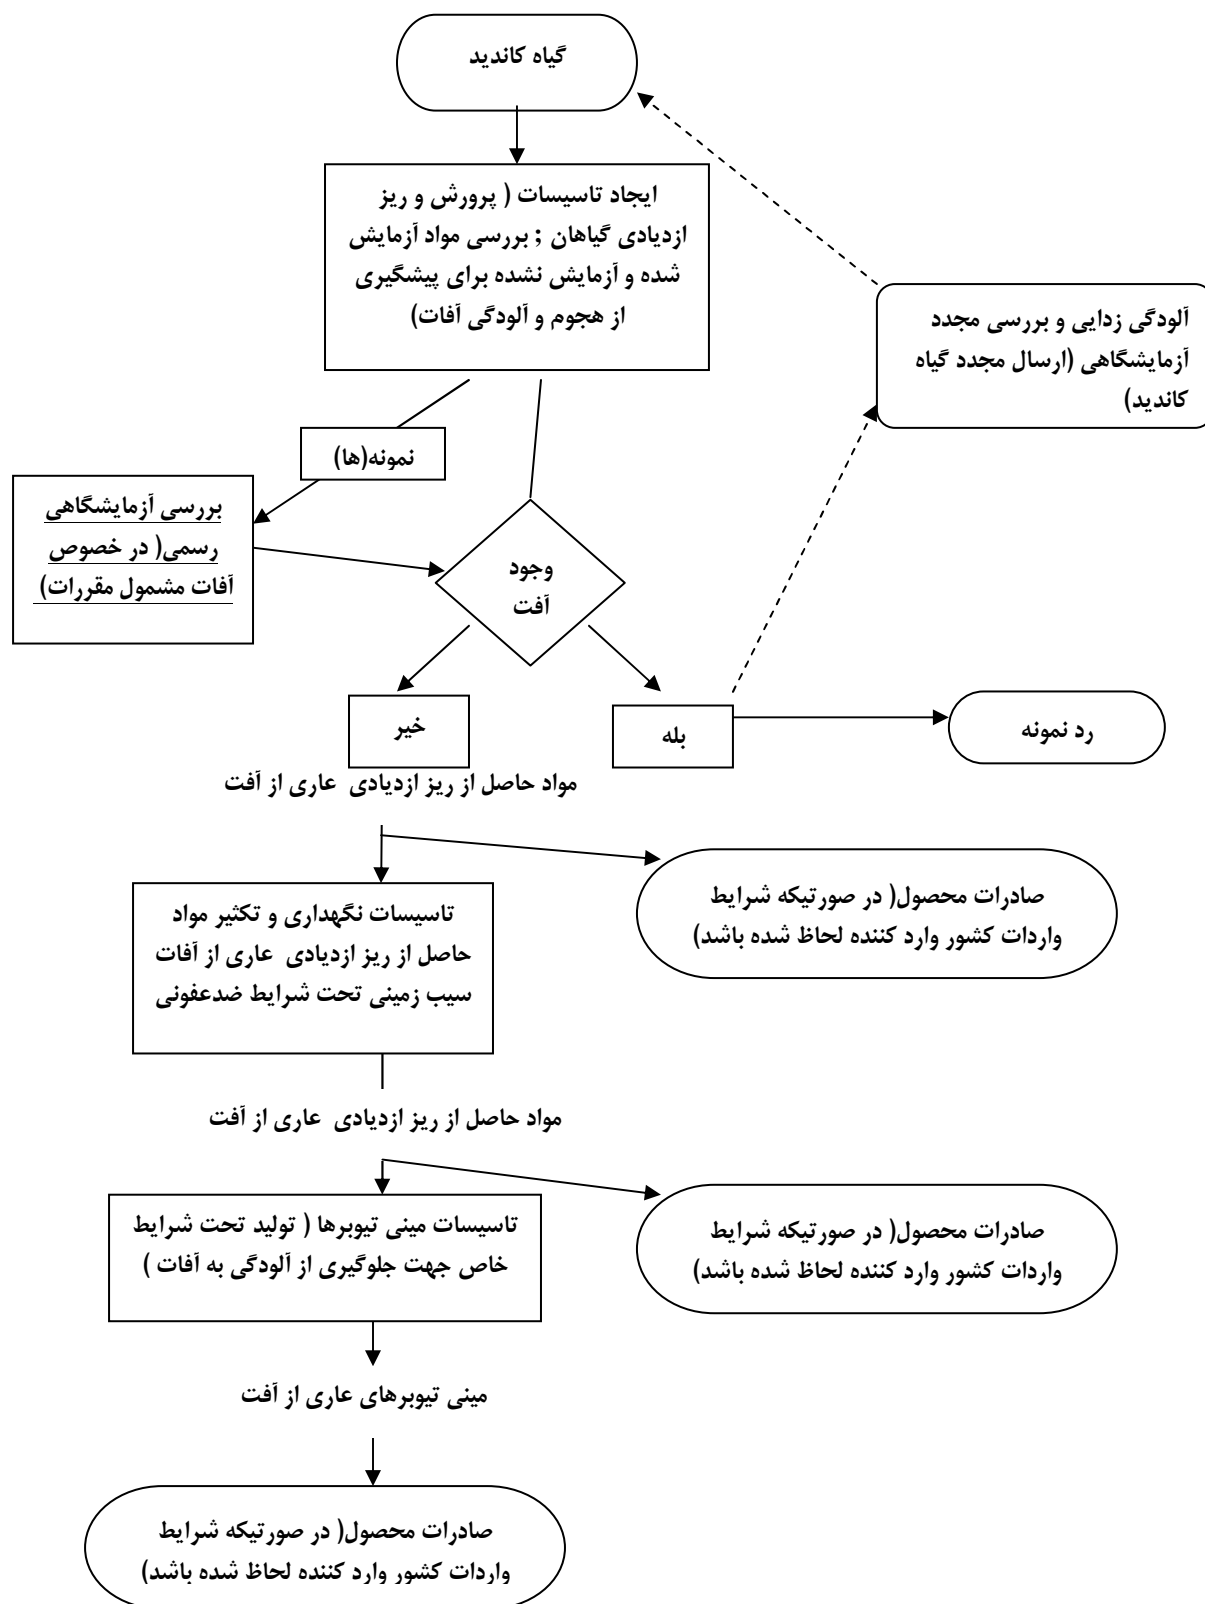 گیاه کاندید
ایجاد تاسیسات ( پرورش و ریز
ازدیادی گیاهان ; بررسی مواد آزمایش
شده و آزمایش نشده برای پیشگیری
از هجوم و آلودگی آفات)
آلودگی زدایی و بررسی مجدد
آزمایشگاهی (ارسال مجدد گیاه
کاندید)
نمونه(ها)
بررسی آزمایشگاهی
رسمی( در خصوص
آفات مشمول مقررات)
وجود
آفت
خیر
بله
رد نمونه
مواد حاصل از ریز ازدیادی عاری از آفت
صادرات محصول( در صورتیکه شرایط
واردات کشور وارد کننده لحاظ شده باشد)
تاسیسات نگهداری و تکثیر مواد
حاصل از ریز ازدیادی عاری از آفات
سیب زمینی تحت شرایط ضدعفونی
مواد حاصل از ریز ازدیادی عاری از آفت
صادرات محصول( در صورتیکه شرایط
واردات کشور وارد کننده لحاظ شده باشد)
تاسیسات مینی تیوبرها ( تولید تحت شرایط
خاص جهت جلوگیری از آلودگی به آفات )
مینی تیوبرهای عاری از آفت
صادرات محصول( در صورتیکه شرایط
واردات کشور وارد کننده لحاظ شده باشد)